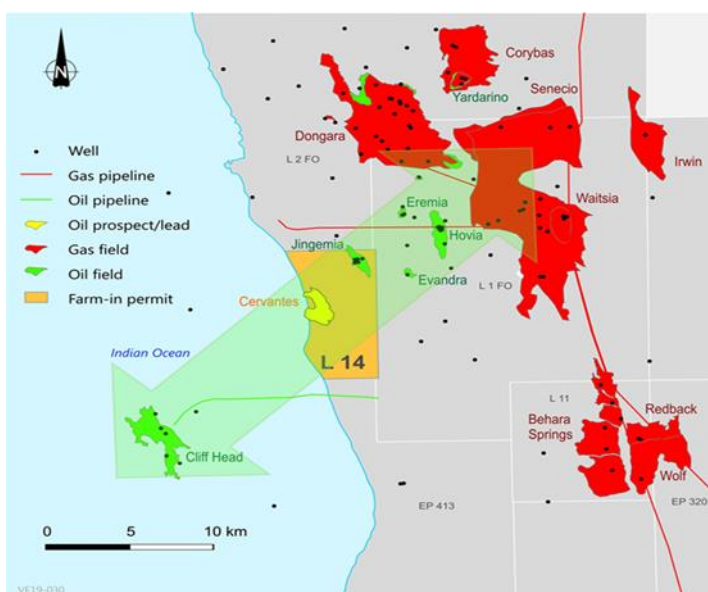 N
Corybas
Senecio
Yardarino
Dongara
L 2 FO
Irwin
Well
Gas pipeline
Oil pipeline
Oil prospect/lead
Gas field
Oil field
Farm-in permit
Eremia
Waitsia
Hovia
Jingemia
Evandra
L 1 FO
Cervantes
L 14
Indian Ocean
L 11
Redback
Behara
Springs
Cliff Head
Wolf
EP 413
EP 320
0 5 10 km
VF19-030